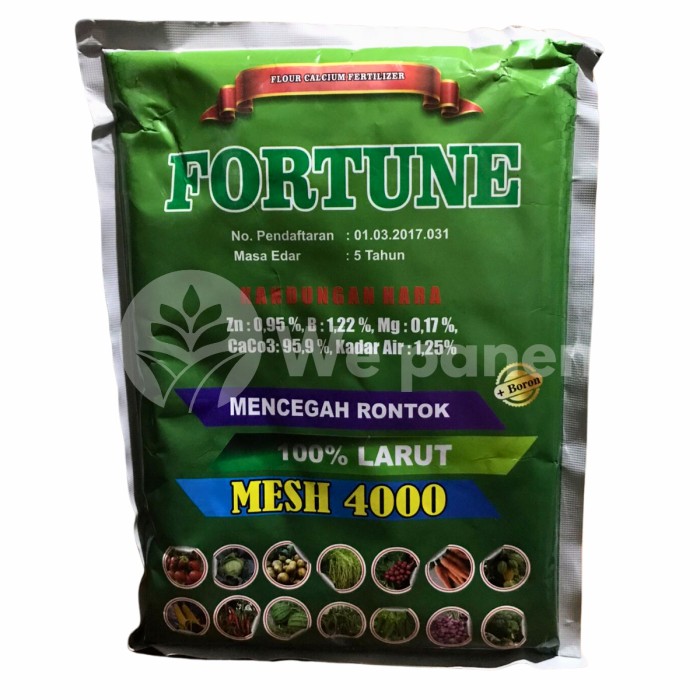 FLOUR CALCIUM FERTILIZER
FORTUNE
No. Pendaftaran : 01.03.2017.031
Masa Edar : 5 Tahun
KANDUNGAN HARA
Zn : 0,95 %, B : 1,22 %, Mg : 0,17 %,
CaCo3: 95,9 %, Kadar Air : 1,25%
We panen
+ Boron
MENCEGAH RONTOK
100% LARUT
MESH 4000